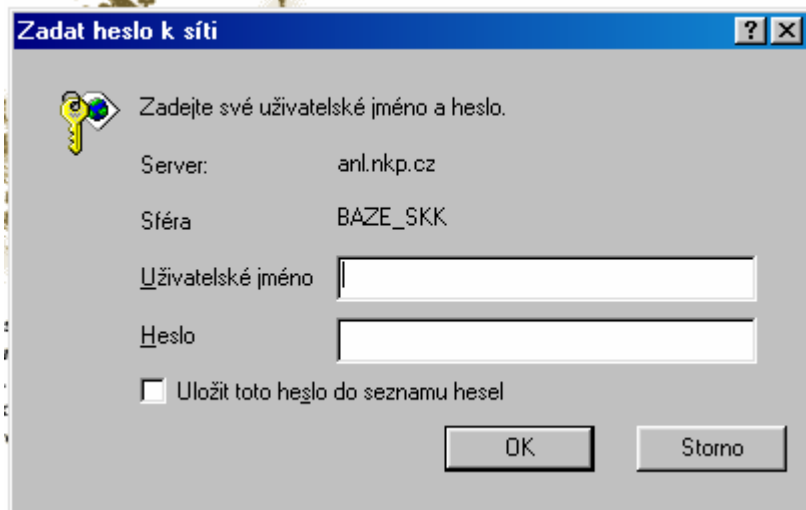 Zadat heslo k síti
Zadejte své uživatelské jméno a heslo.
Server: anl.nkp.cz
Sféra BAZE_SKK
Uživatelské jméno
Heslo
Uložit toto heslo do seznamu hesel
OK Storno